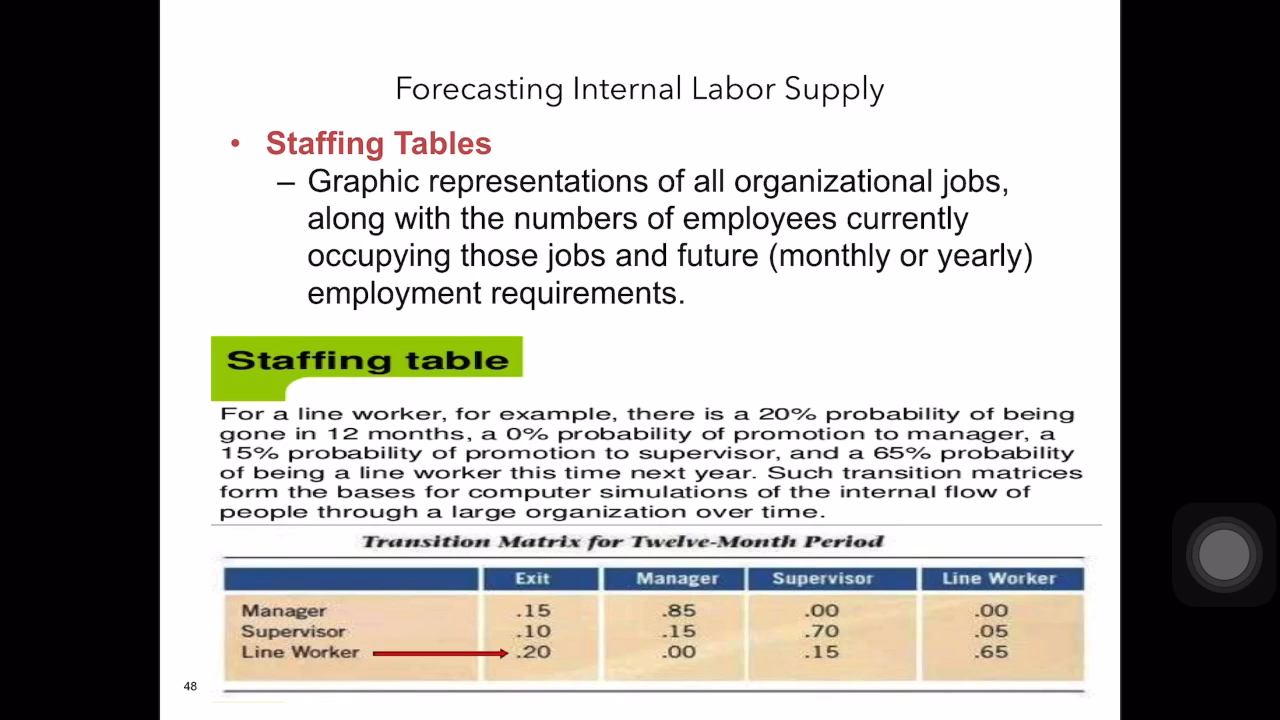 Forecasting Internal Labor Supply
• Staffing Tables
– Graphic representations of all organizational jobs,
along with the numbers of employees currently
occupying those jobs and future (monthly or yearly)
employment requirements.
Staffing table
For a line worker, for example, there is a 20% probability of being
gone in 12 months, a 0% probability of promotion to manager, a
15% probability of promotion to supervisor, and a 65% probability
of being a line worker this time next year. Such transition matrices
form the bases for computer simulations of the internal flow of
people through a large organization over time.
Transition Matrix for Twelve-Month Period
Exit Manager Supervisor Line Worker
Manager .15 .85 .00 .00
Supervisor .10 .15 .70 .05
Line Worker .20 .00 .15 .65
48